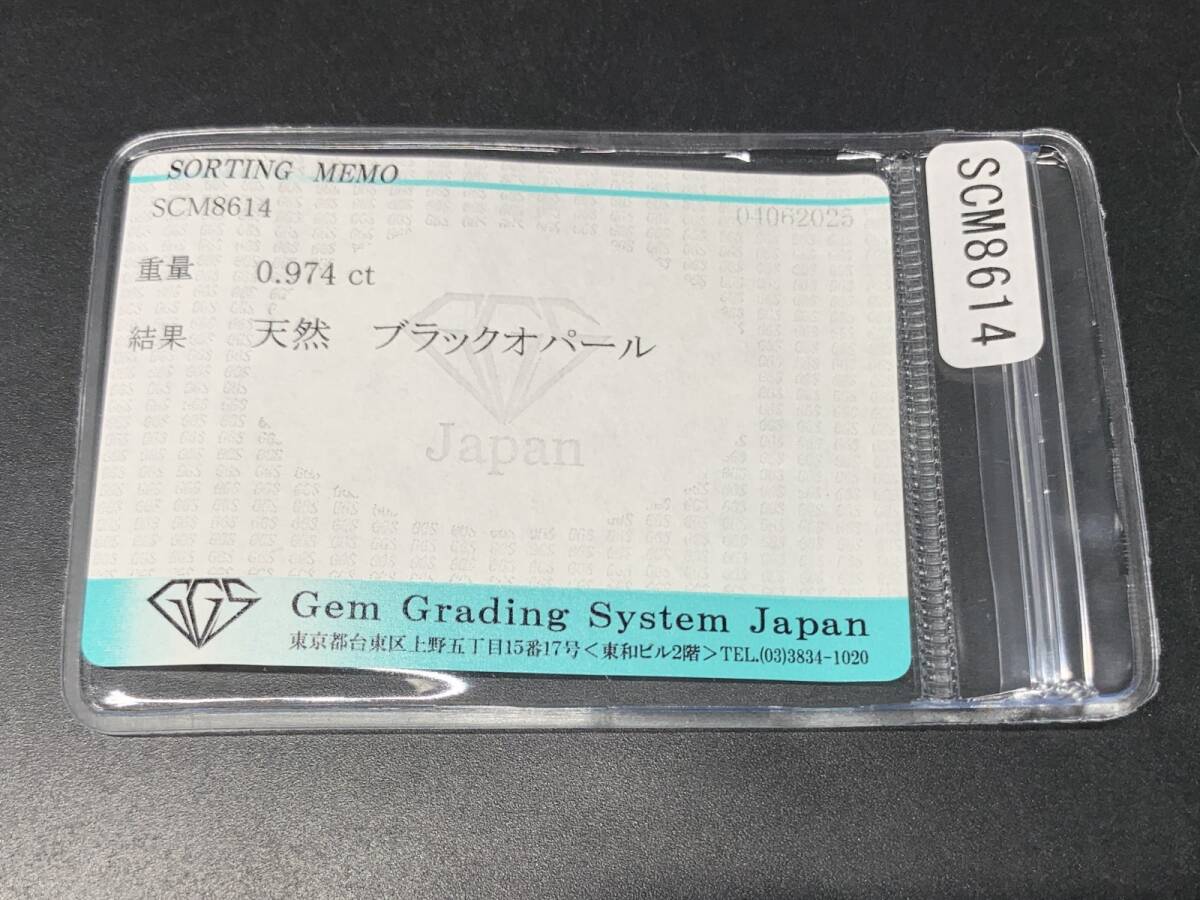 SORTING MEMO
SCM8614 04062025
重量 0.974 ct
結果 天然 ブラックオパール
GGS
Japan
GGS Gem Grading System Japan
東京都台東区上野五丁目15番17号＜東和ビル2階＞TEL.(03)3834-1020
SCM8614